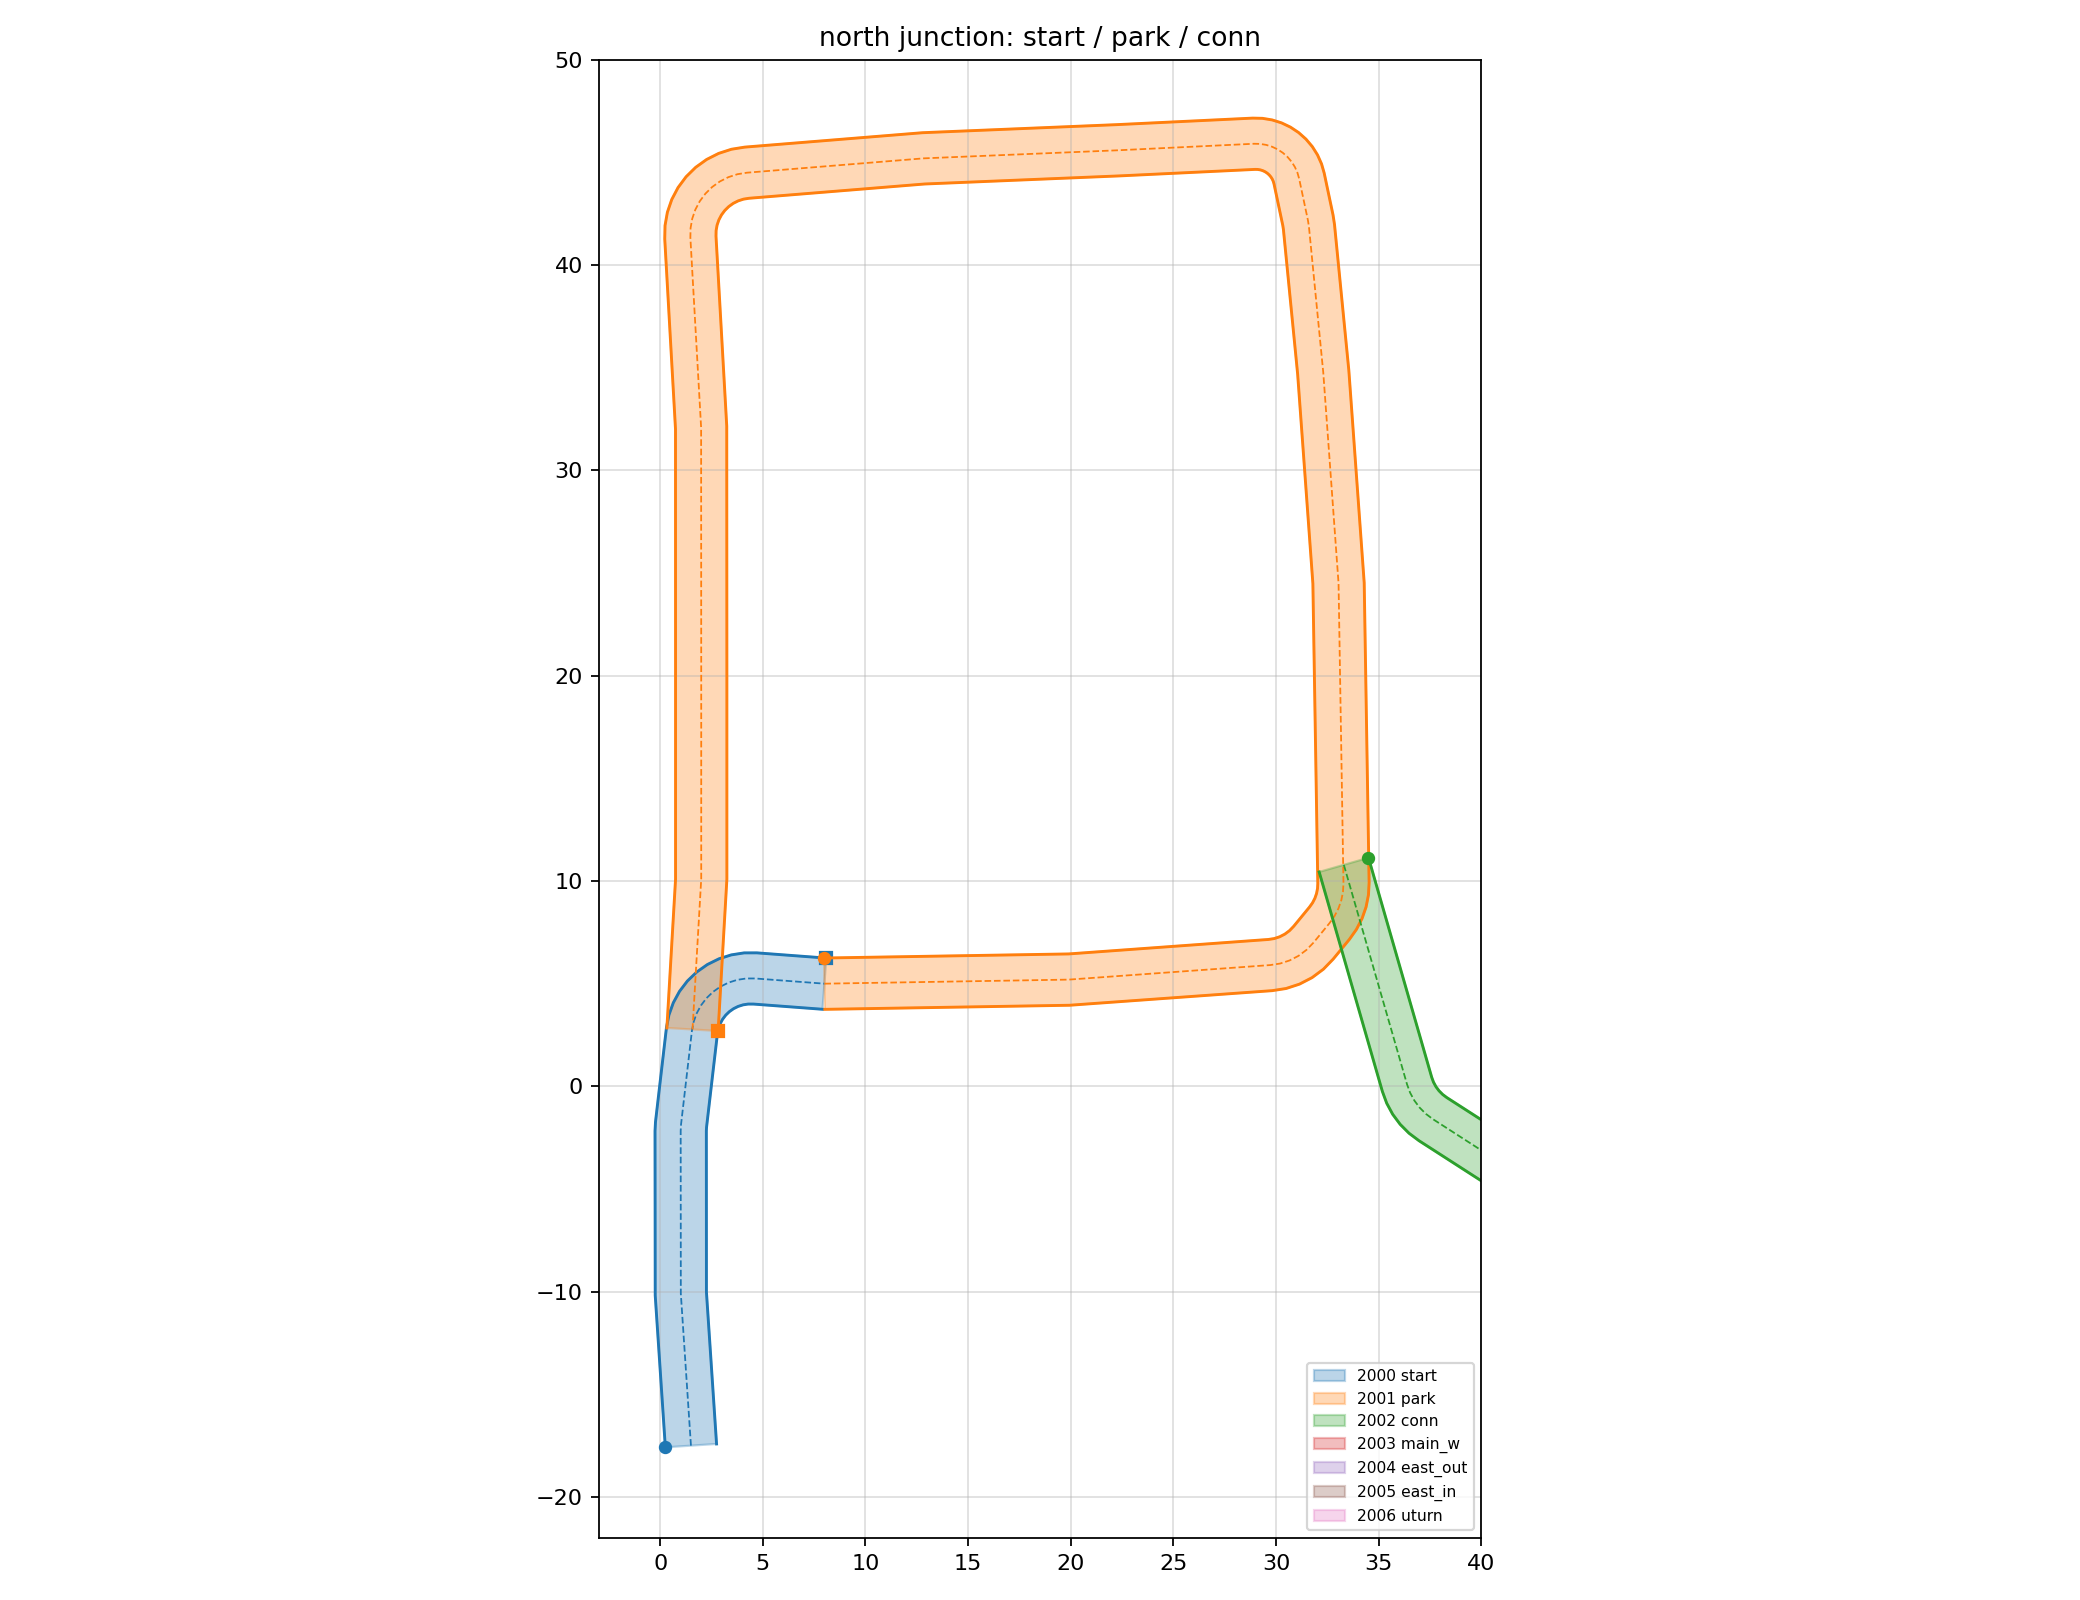 north junction: start / park / conn
50
40
30
20
10
0
−10
−20
0 5 10 15 20 25 30 35 40
2000 start
2001 park
2002 conn
2003 main_w
2004 east_out
2005 east_in
2006 uturn